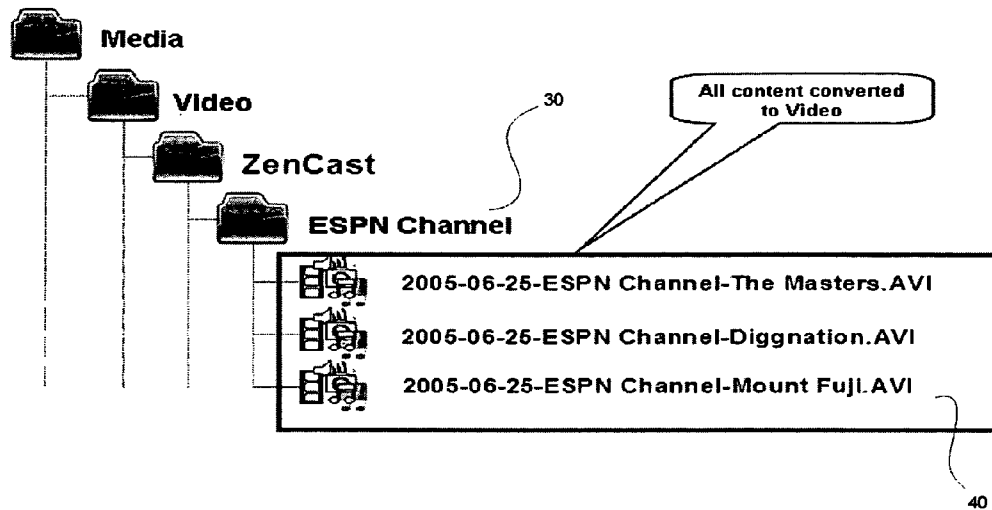 Media
Video
30
All content converted
to Video
ZenCast
ESPN Channel
2005-06-25-ESPN Channel-The Masters.AVI
2005-06-25-ESPN Channel-Diggnation.AVI
2005-06-25-ESPN Channel-Mount Fuji.AVI
40